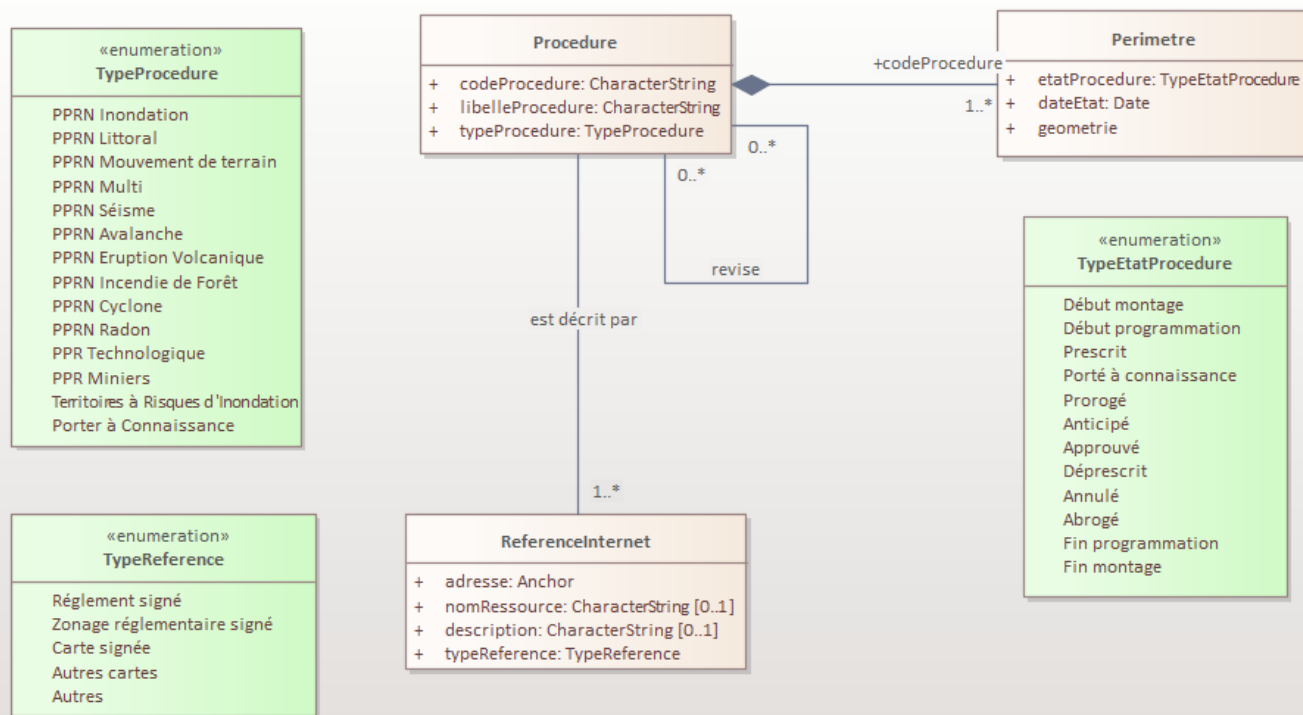 «enumeration»
TypeProcedure
PPRN Inondation
PPRN Littoral
PPRN Mouvement de terrain
PPRN Multi
PPRN Séisme
PPRN Avalanche
PPRN Eruption Volcanique
PPRN Incendie de Forêt
PPRN Cyclone
PPRN Radon
PPR Technologique
PPR Miniers
Territoires à Risques d'Inondation
Porter à Connaissance
Procedure
+ codeProcedure: CharacterString
+ libelleProcedure: CharacterString
+ typeProcedure: TypeProcedure
+codeProcedure
1..*
Perimetre
+ etatProcedure: TypeEtatProcedure
+ dateEtat: Date
+ geometrie
0..*
0..*
revise
est décrit par
1..*
«enumeration»
TypeEtatProcedure
Début montage
Début programmation
Prescrit
Porté à connaissance
Prorogé
Anticipé
Approuvé
Déprescrit
Annulé
Abrogé
Fin programmation
Fin montage
«enumeration»
TypeReference
Réglement signé
Zonage réglementaire signé
Carte signée
Autres cartes
Autres
ReferenceInternet
+ adresse: Anchor
+ nomRessource: CharacterString [0..1]
+ description: CharacterString [0..1]
+ typeReference: TypeReference